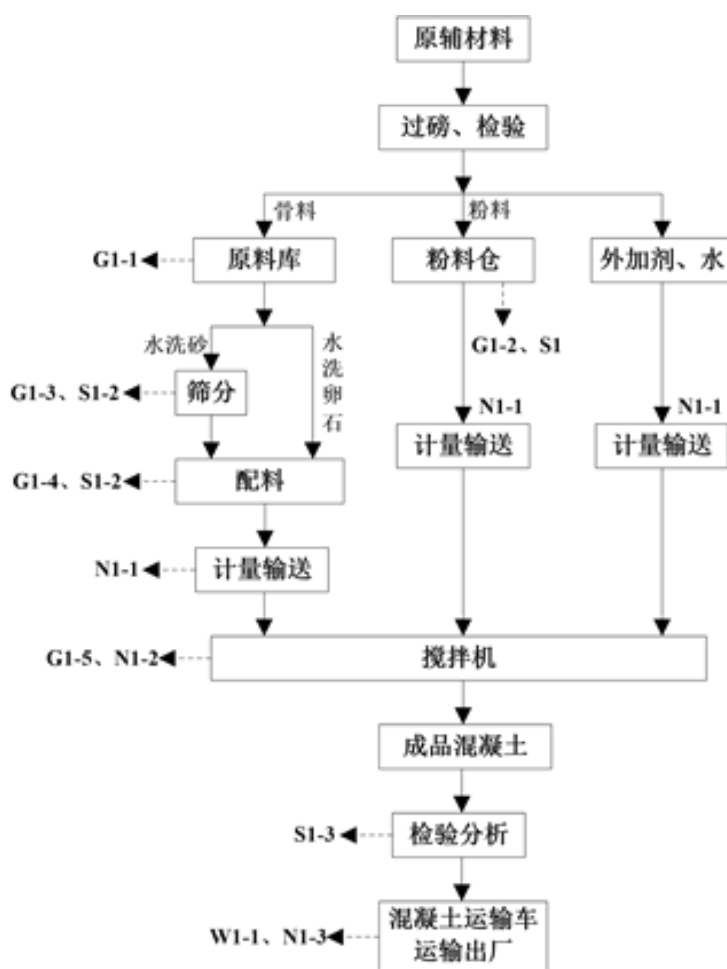 原辅材料
过磅、检验
骨料
粉料
G1-1
原料库
粉料仓
外加剂、水
水洗砂
水洗卵石
G1-2、S1
G1-3、S1-2
筛分
N1-1
N1-1
计量输送
计量输送
G1-4、S1-2
配料
N1-1
计量输送
G1-5、N1-2
搅拌机
成品混凝土
S1-3
检验分析
W1-1、N1-3
混凝土运输车
运输出厂